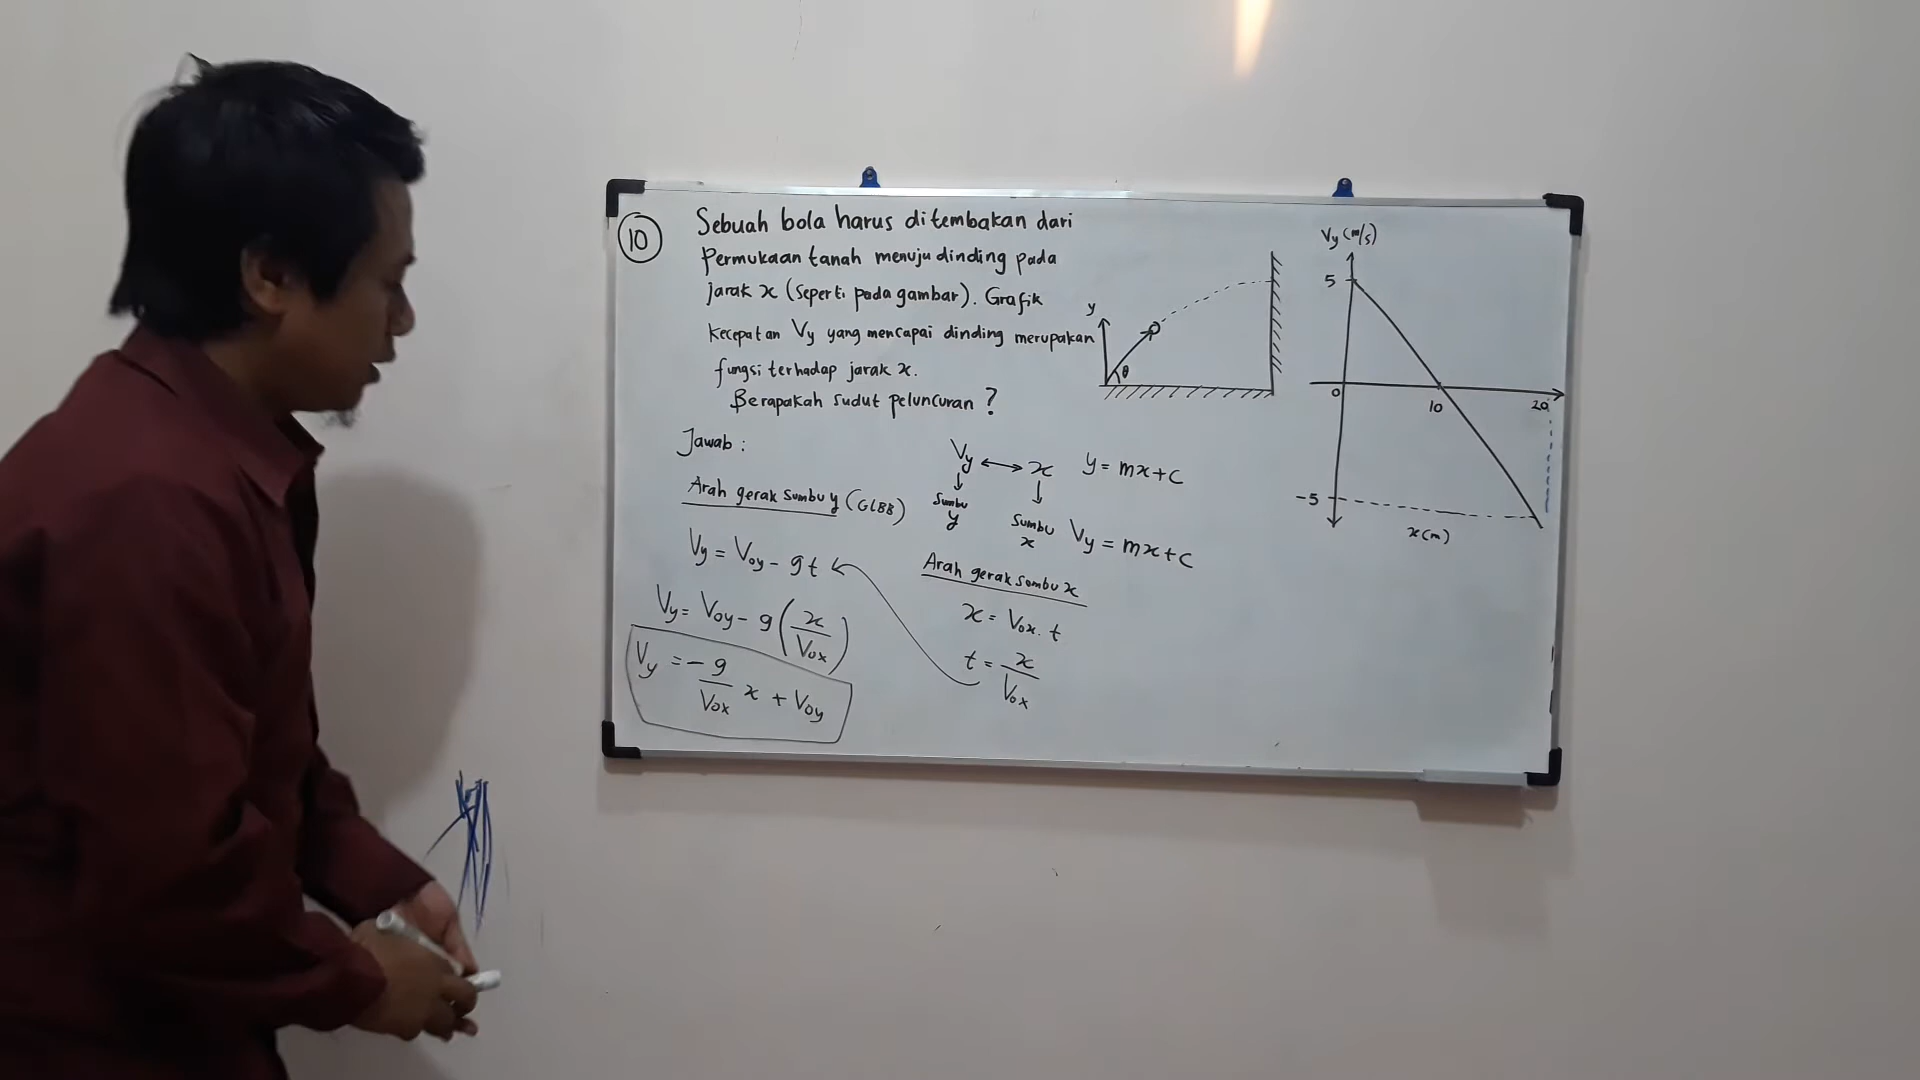 10
Sebuah bola harus ditembakan dari
Permukaan tanah menuju dinding pada
jarak x (seperti pada gambar). Grafik
Kecepatan Vy yang mencapai dinding merupakan
fungsi terhadap jarak x.
Berapakah sudut peluncuran?
Jawab :
Arah gerak sumbu y (GLBB)
Vy = Voy - gt
Vy = Voy - g (x/Vox)
Vy = - g/Vox x + Voy
Vy ↔ x
↓ ↓
Sumbu y
Sumbu x
y = mx+c
Vy = mx+c
Arah gerak sumbu x
x = Vox. t
t = x/Vox
y
θ
Vy (m/s)
5
0
10
20
-5
x(m)